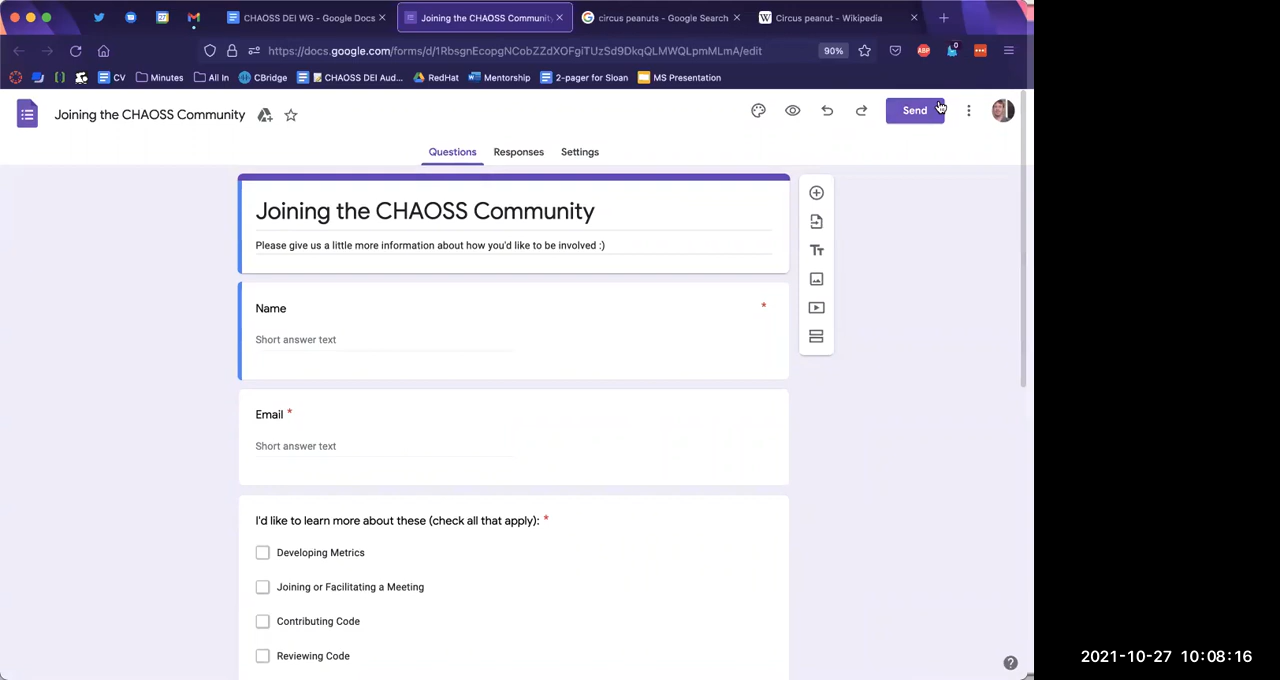 CHAOSS DEI WG - Google Docs
Joining the CHAOSS Community
circus peanuts - Google Search
Circus peanut - Wikipedia
https://docs.google.com/forms/d/1RbsgnEcopgNCobZZdXOFgiTUzSd9DkqQLMWQLpmMLmA/edit
90%
ABP
0
CV
Minutes
All In
CBridge
CHAOSS DEI Aud...
RedHat
Mentorship
2-pager for Sloan
MS Presentation
Joining the CHAOSS Community
Send
Questions
Responses
Settings
Joining the CHAOSS Community
Please give us a little more information about how you'd like to be involved :)
Name *
Short answer text
Email *
Short answer text
I'd like to learn more about these (check all that apply): *
Developing Metrics
Joining or Facilitating a Meeting
Contributing Code
Reviewing Code
2021-10-27 10:08:16